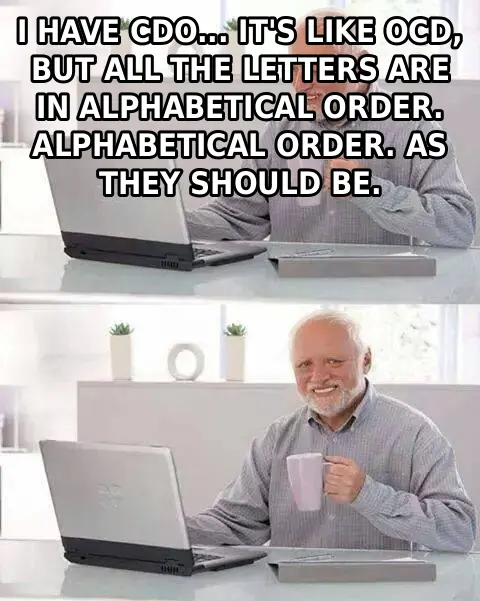 I HAVE CDO... IT'S LIKE OCD,
BUT ALL THE LETTERS ARE
IN ALPHABETICAL ORDER.
ALPHABETICAL ORDER. AS
THEY SHOULD BE.